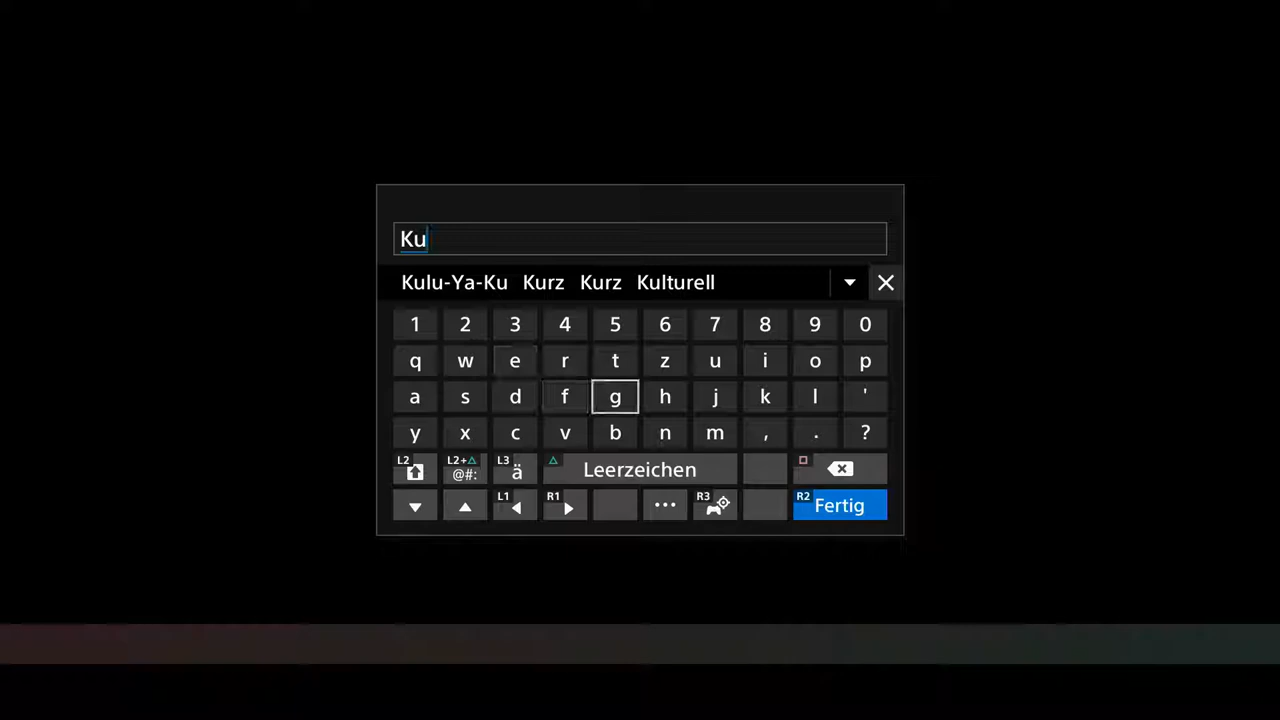 Ku
Kulu-Ya-Ku Kurz Kurz Kulturell
1 2 3 4 5 6 7 8 9 0
q w e r t z u i o p
a s d f g h j k l '
y x c v b n m , . ?
L2 L2+△ @#: L3 ä △ Leerzeichen
L1 R1 ... R3 R2 Fertig